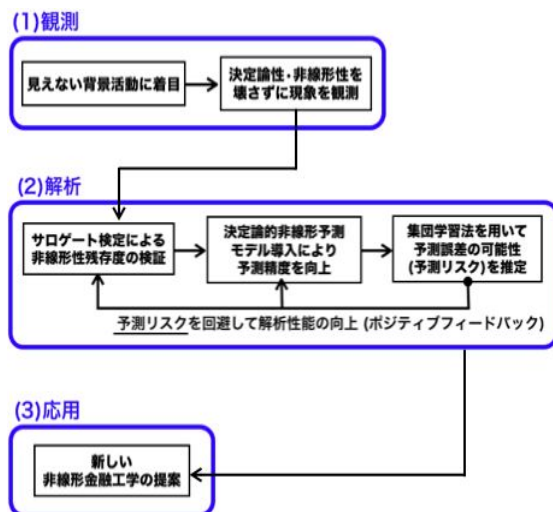 (1)観測
見えない背景活動に着目
決定論性・非線形性を
壊さずに現象を観測
(2)解析
サロゲート検定による
非線形性残存度の検証
決定論的非線形予測
モデル導入により
予測精度を向上
集団学習法を用いて
予測誤差の可能性
(予測リスク)を推定
予測リスクを回避して解析性能の向上 (ポジティブフィードバック)
(3)応用
新しい
非線形金融工学の提案